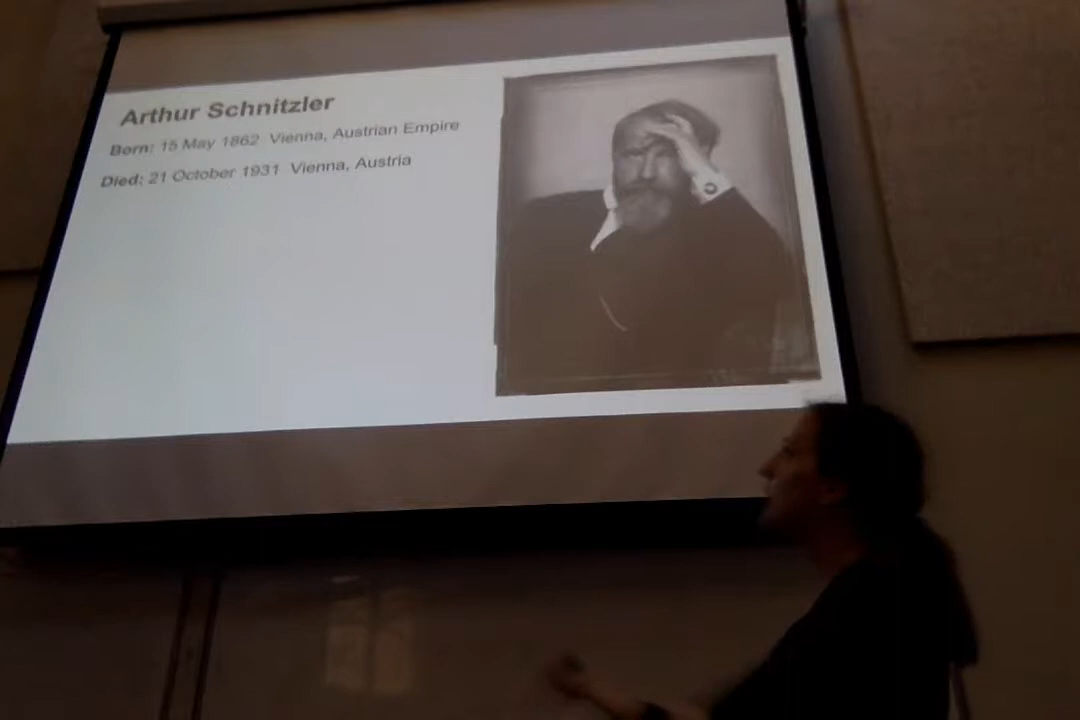 Arthur Schnitzler
Born: 15 May 1862 Vienna, Austrian Empire
Died: 21 October 1931 Vienna, Austria